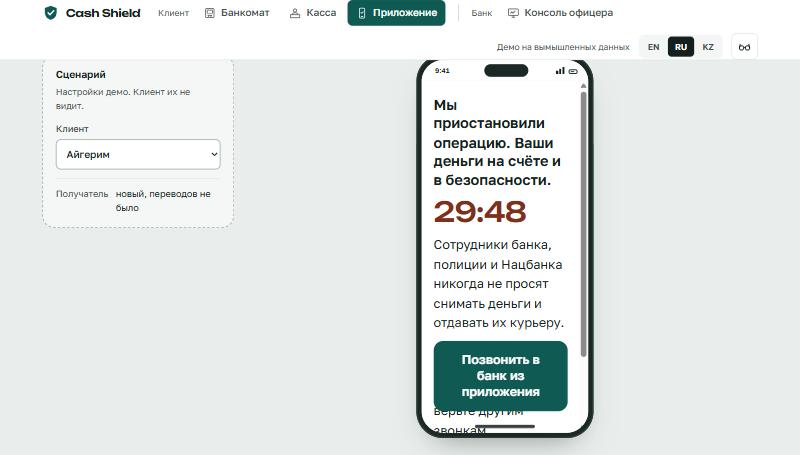 Cash Shield
Клиент
Банкомат
Касса
Приложение
Банк
Консоль офицера
Демо на вымышленных данных
EN
RU
KZ
Сценарий
Настройки демо. Клиент их не
видит.
Клиент
Айгерим
Получатель новый, переводов не
было
9:41
Мы
приостановили
операцию. Ваши
деньги на счёте и
в безопасности.
29:48
Сотрудники банка,
полиции и Нацбанка
никогда не просят
снимать деньги и
отдавать их курьеру.
Позвонить в
банк из
приложения
верьте другим
звонкам